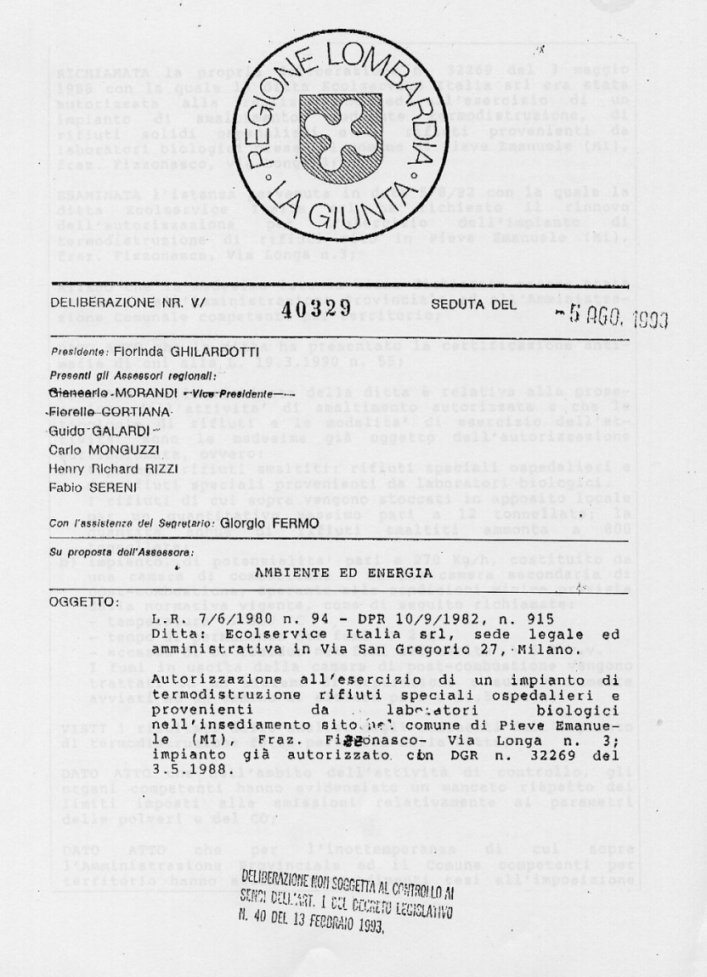 REGIONE LOMBARDIA
LA GIUNTA
DELIBERAZIONE NR. V/ 40329 SEDUTA DEL - 5 AGO. 1993
Presidente: Fiorinda GHILARDOTTI
Presenti gli Assessori regionali:
Giancarlo MORANDI - Vice Presidente
Fiorello CORTIANA
Guido GALARDI
Carlo MONGUZZI
Henry Richard RIZZI
Fabio SERENI
Con l'assistenza del Segretario: Giorgio FERMO
Su proposta dell'Assessore:
AMBIENTE ED ENERGIA
OGGETTO:
L.R. 7/6/1980 n. 94 - DPR 10/9/1982, n. 915
Ditta: Ecolservice Italia srl, sede legale ed
amministrativa in Via San Gregorio 27, Milano.
Autorizzazione all'esercizio di un impianto di
termodistruzione rifiuti speciali ospedalieri e
provenienti da laboratori biologici
nell'insediamento sito nel comune di Pieve Emanue-
le (MI), Fraz. Fizzonasco- Via Longa n. 3;
impianto già autorizzato con DGR n. 32269 del
3.5.1988.
DELIBERAZIONE NON SOGGETTA AL CONTROLLO AI
SENSI DELL'ART. 1 DEL DECRETO LEGISLATIVO
N. 40 DEL 13 FEBBRAIO 1993.